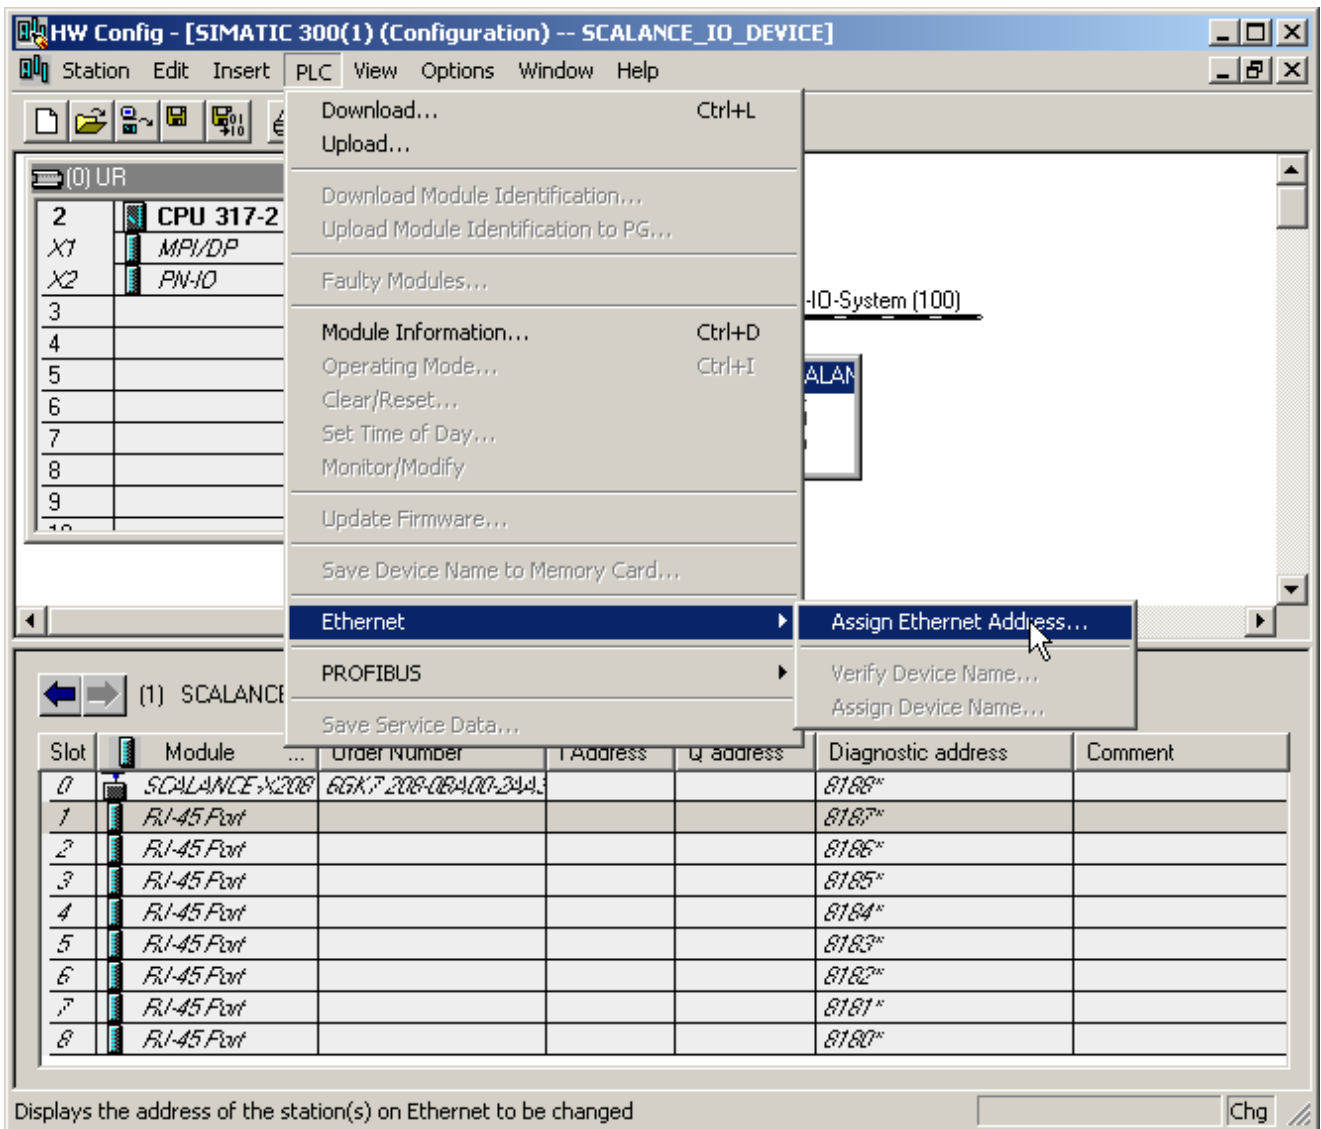 HW Config - [SIMATIC 300(1) (Configuration) -- SCALANCE_IO_DEVICE]
Station Edit Insert PLC View Options Window Help
Download... Ctrl+L
Upload...
Download Module Identification...
Upload Module Identification to PG...
Faulty Modules...
Module Information... Ctrl+D
Operating Mode... Ctrl+I
Clear/Reset...
Set Time of Day...
Monitor/Modify
Update Firmware...
Save Device Name to Memory Card...
Ethernet
PROFIBUS
Save Service Data...
Assign Ethernet Address...
Verify Device Name...
Assign Device Name...
(0) UR
2 CPU 317-2
X1 MPI/DP
X2 PN-IO
3
4
5
6
7
8
9
10
-IO-System (100)
ALAN
(1) SCALANCE
Slot Module ... Order Number I Address Q address Diagnostic address Comment
0 SCALANCE-X208 6GK7 208-0BA00-2AA3 8188*
1 RJ-45 Port 8187*
2 RJ-45 Port 8186*
3 RJ-45 Port 8185*
4 RJ-45 Port 8184*
5 RJ-45 Port 8183*
6 RJ-45 Port 8182*
7 RJ-45 Port 8181*
8 RJ-45 Port 8180*
Displays the address of the station(s) on Ethernet to be changed Chg